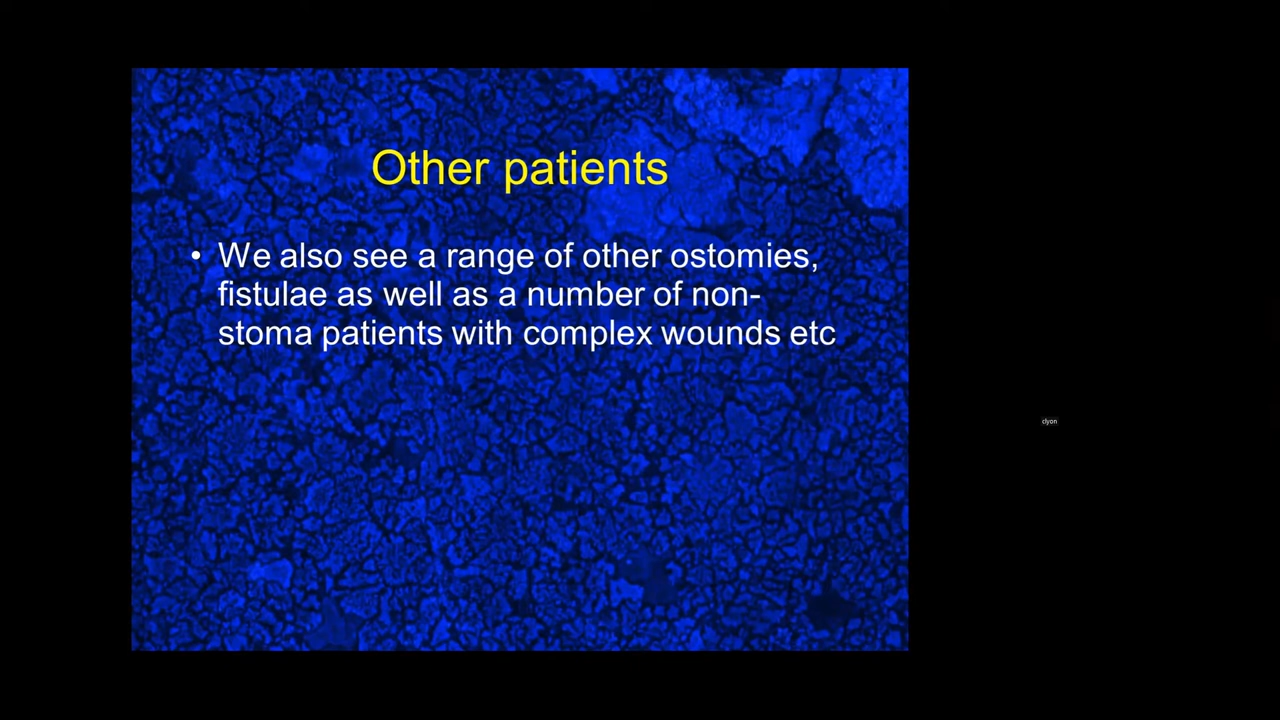 Other patients
• We also see a range of other ostomies,
fistulae as well as a number of non-
stoma patients with complex wounds etc
clyon